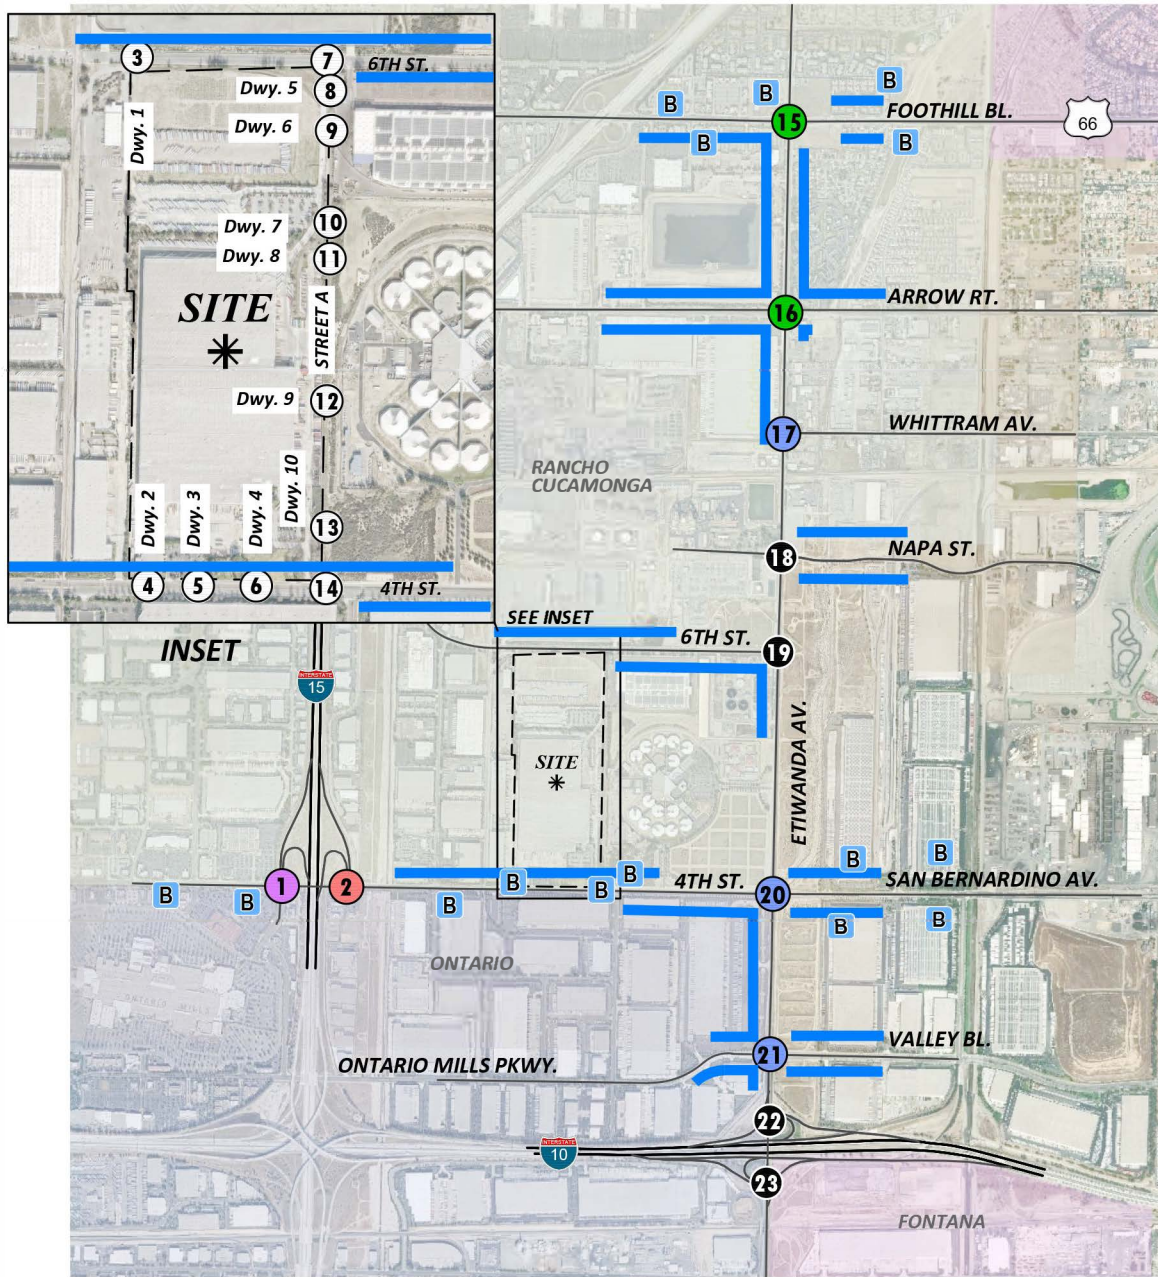 3
7
6TH ST.
Dwy. 5
8
Dwy. 1
Dwy. 6
9
Dwy. 7
10
Dwy. 8
11
SITE
STREET A
Dwy. 9
12
Dwy. 10
Dwy. 2
Dwy. 3
Dwy. 4
13
4
5
6
14
4TH ST.
INSET
B
B
B
B
B
15
FOOTHILL BL.
66
ARROW RT.
16
17
WHITTRAM AV.
RANCHO
CUCAMONGA
18
NAPA ST.
SEE INSET
6TH ST.
19
INTERSTATE
15
ETIWANDA AV.
SITE
B
B
B
B
B
B
B
B
B
B
1
2
4TH ST.
20
SAN BERNARDINO AV.
ONTARIO
ONTARIO MILLS
21
VALLEY BL.
ONTARIO MILLS PKWY.
22
INTERSTATE
10
23
FONTANA